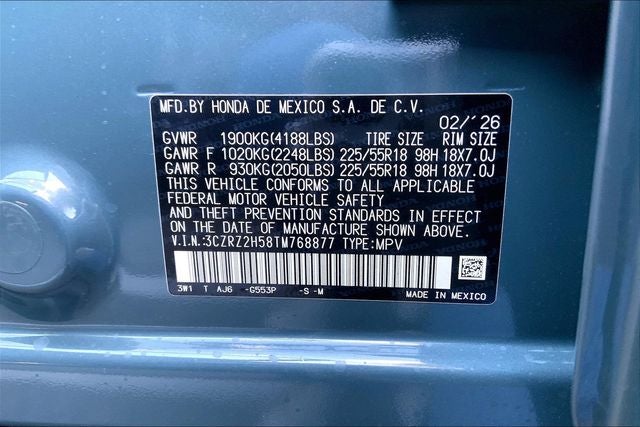 MFD.BY HONDA DE MEXICO S.A. DE C.V.
02/'26
GVWR 1900KG(4188LBS) TIRE SIZE RIM SIZE
GAWR F 1020KG(2248LBS) 225/55R18 98H 18X7.0J
GAWR R 930KG(2050LBS) 225/55R18 98H 18X7.0J
THIS VEHICLE CONFORMS TO ALL APPLICABLE
FEDERAL MOTOR VEHICLE SAFETY
AND THEFT PREVENTION STANDARDS IN EFFECT
ON THE DATE OF MANUFACTURE SHOWN ABOVE.
V.I.N.:3CZRZ2H58TM768877 TYPE:MPV
3W1 T AJ6 -G553P -S -M
MADE IN MEXICO